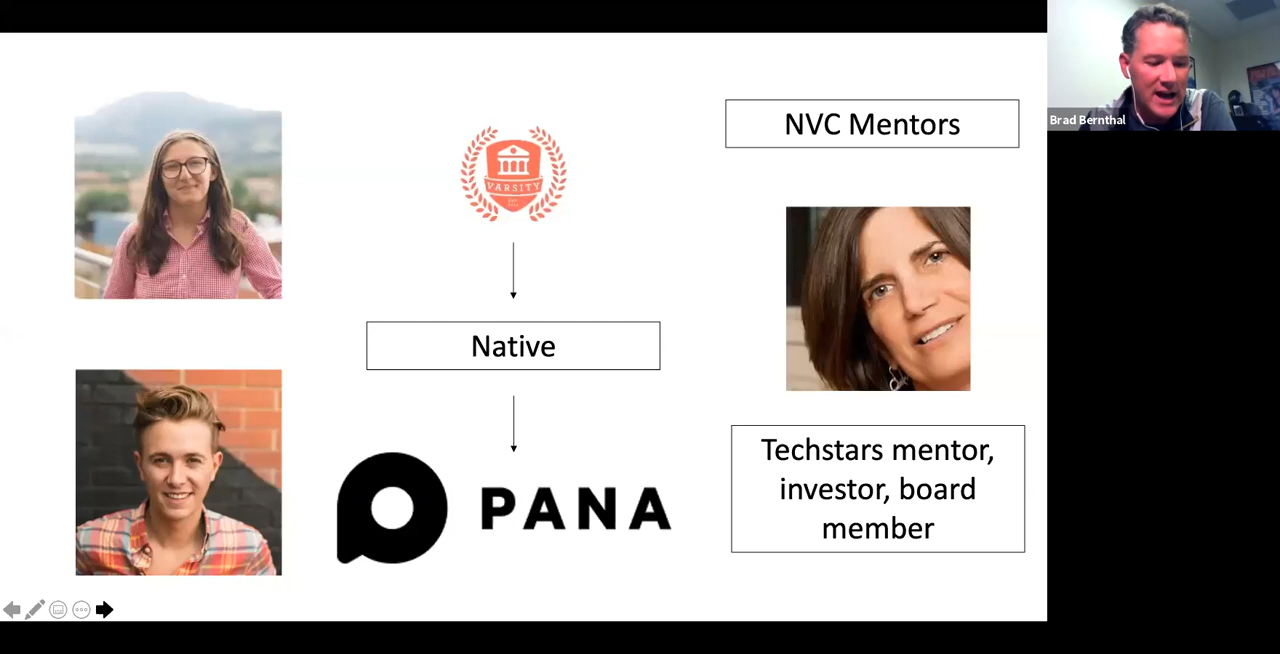 NVC Mentors
Brad Bernthal
VARSITY
Native
PANA
Techstars mentor,
investor, board
member